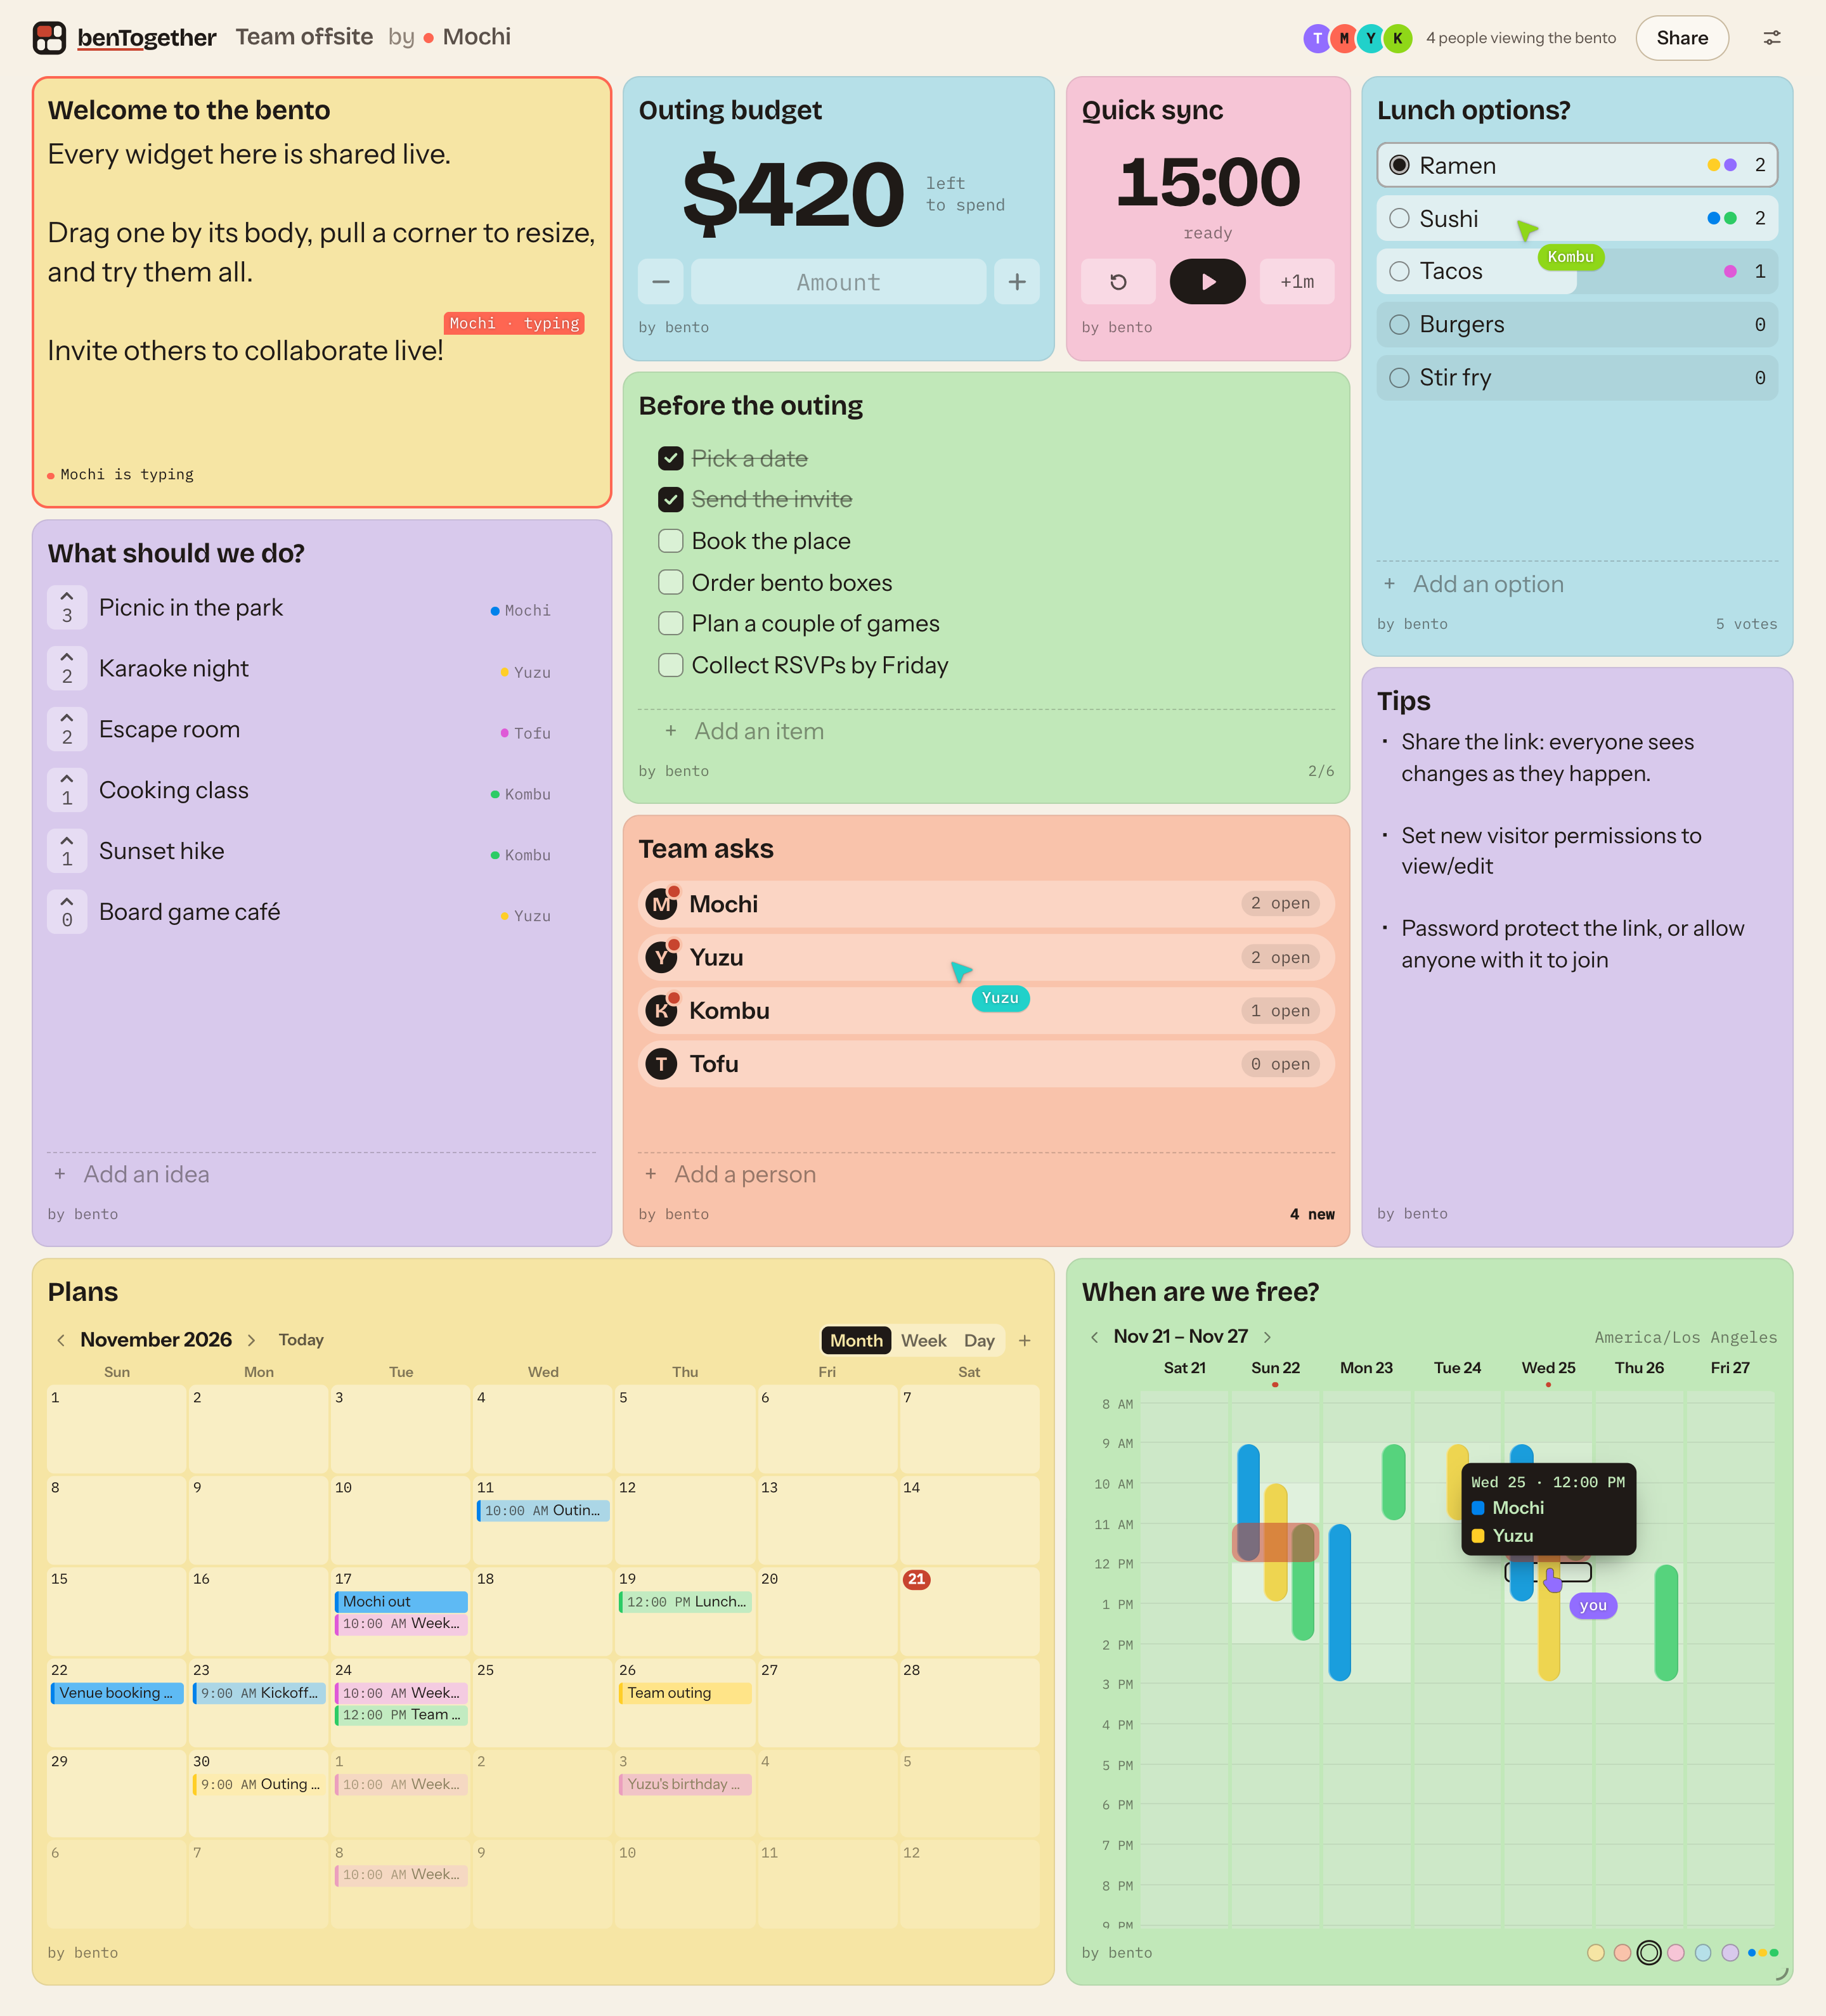 benTogether Team offsite by Mochi
T M Y K 4 people viewing the bento Share
Welcome to the bento
Every widget here is shared live.
Drag one by its body, pull a corner to resize,
and try them all.
Mochi · typing
Invite others to collaborate live!
Mochi is typing
Outing budget
$420
left
to spend
Amount
by bento
Quick sync
15:00
ready
+1m
by bento
Lunch options?
Ramen 2
Sushi 2
Kombu
Tacos 1
Burgers 0
Stir fry 0
+ Add an option
by bento 5 votes
What should we do?
3 Picnic in the park Mochi
2 Karaoke night Yuzu
2 Escape room Tofu
1 Cooking class Kombu
1 Sunset hike Kombu
0 Board game café Yuzu
+ Add an idea
by bento
Before the outing
Pick a date
Send the invite
Book the place
Order bento boxes
Plan a couple of games
Collect RSVPs by Friday
+ Add an item
by bento 2/6
Team asks
M Mochi 2 open
Y Yuzu 2 open
Yuzu
K Kombu 1 open
T Tofu 0 open
+ Add a person
by bento 4 new
Tips
· Share the link: everyone sees
changes as they happen.
· Set new visitor permissions to
view/edit
· Password protect the link, or allow
anyone with it to join
by bento
Plans
November 2026 Today Month Week Day +
Sun Mon Tue Wed Thu Fri Sat
1 2 3 4 5 6 7
8 9 10 11 12 13 14
10:00 AM Outin...
15 16 17 18 19 20 21
Mochi out 12:00 PM Lunch...
10:00 AM Week...
22 23 24 25 26 27 28
Venue booking ... 9:00 AM Kickoff... 10:00 AM Week... Team outing
12:00 PM Team ...
29 30 1 2 3 4 5
9:00 AM Outing ... 10:00 AM Week... Yuzu's birthday ...
6 7 8 9 10 11 12
10:00 AM Week...
by bento
When are we free?
Nov 21 – Nov 27 America/Los Angeles
Sat 21 Sun 22 Mon 23 Tue 24 Wed 25 Thu 26 Fri 27
8 AM
9 AM
10 AM
11 AM
12 PM
1 PM
2 PM
3 PM
4 PM
5 PM
6 PM
7 PM
8 PM
9 PM
Wed 25 · 12:00 PM
Mochi
Yuzu
you
by bento